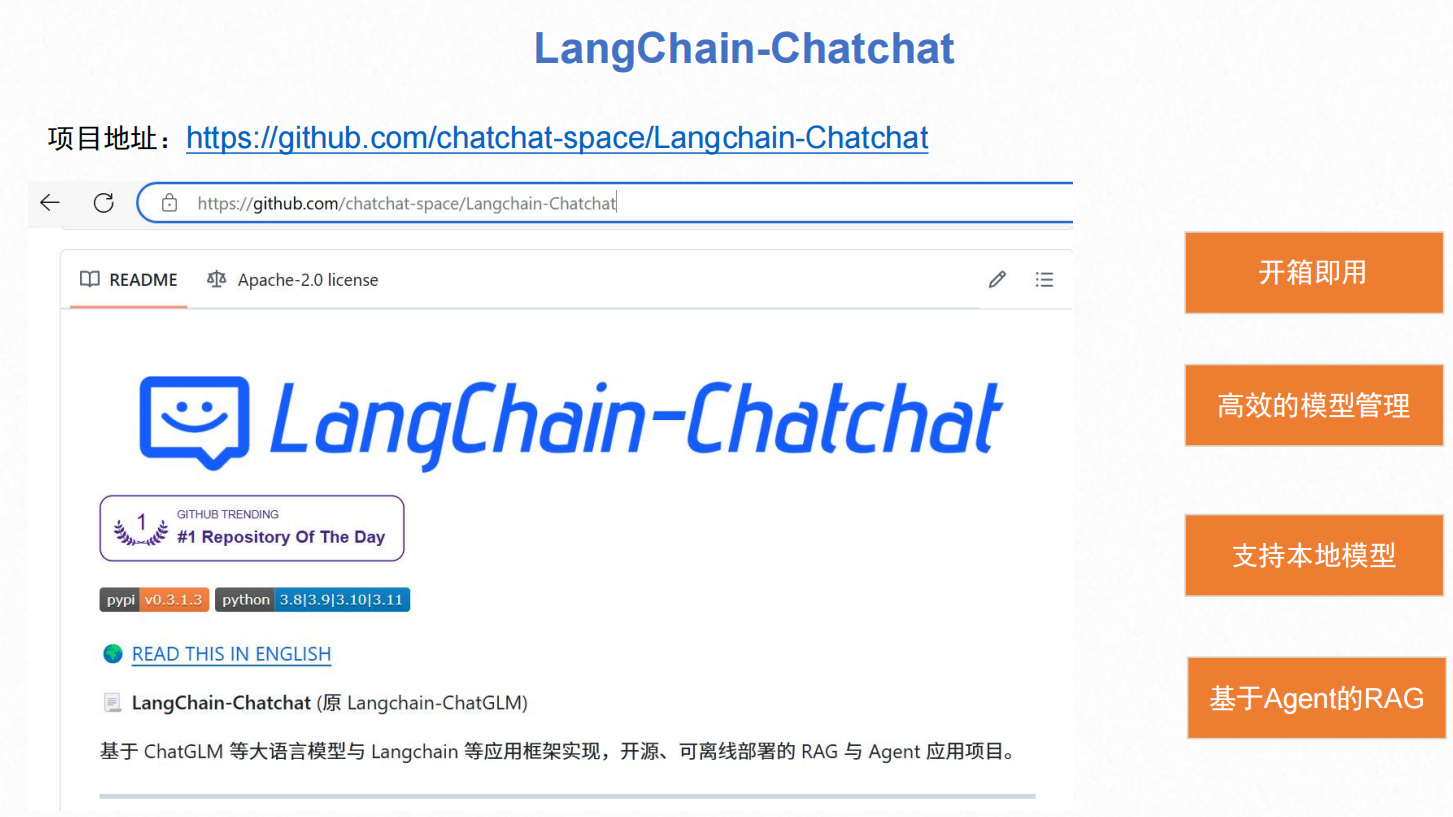 LangChain-Chatchat
项目地址：https://github.com/chatchat-space/Langchain-Chatchat
https://github.com/chatchat-space/Langchain-Chatchat
README Apache-2.0 license
LangChain-Chatchat
1
GITHUB TRENDING
#1 Repository Of The Day
pypi v0.3.1.3 python 3.8|3.9|3.10|3.11
READ THIS IN ENGLISH
LangChain-Chatchat (原 Langchain-ChatGLM)
基于 ChatGLM 等大语言模型与 Langchain 等应用框架实现，开源、可离线部署的 RAG 与 Agent 应用项目。
开箱即用
高效的模型管理
支持本地模型
基于Agent的RAG